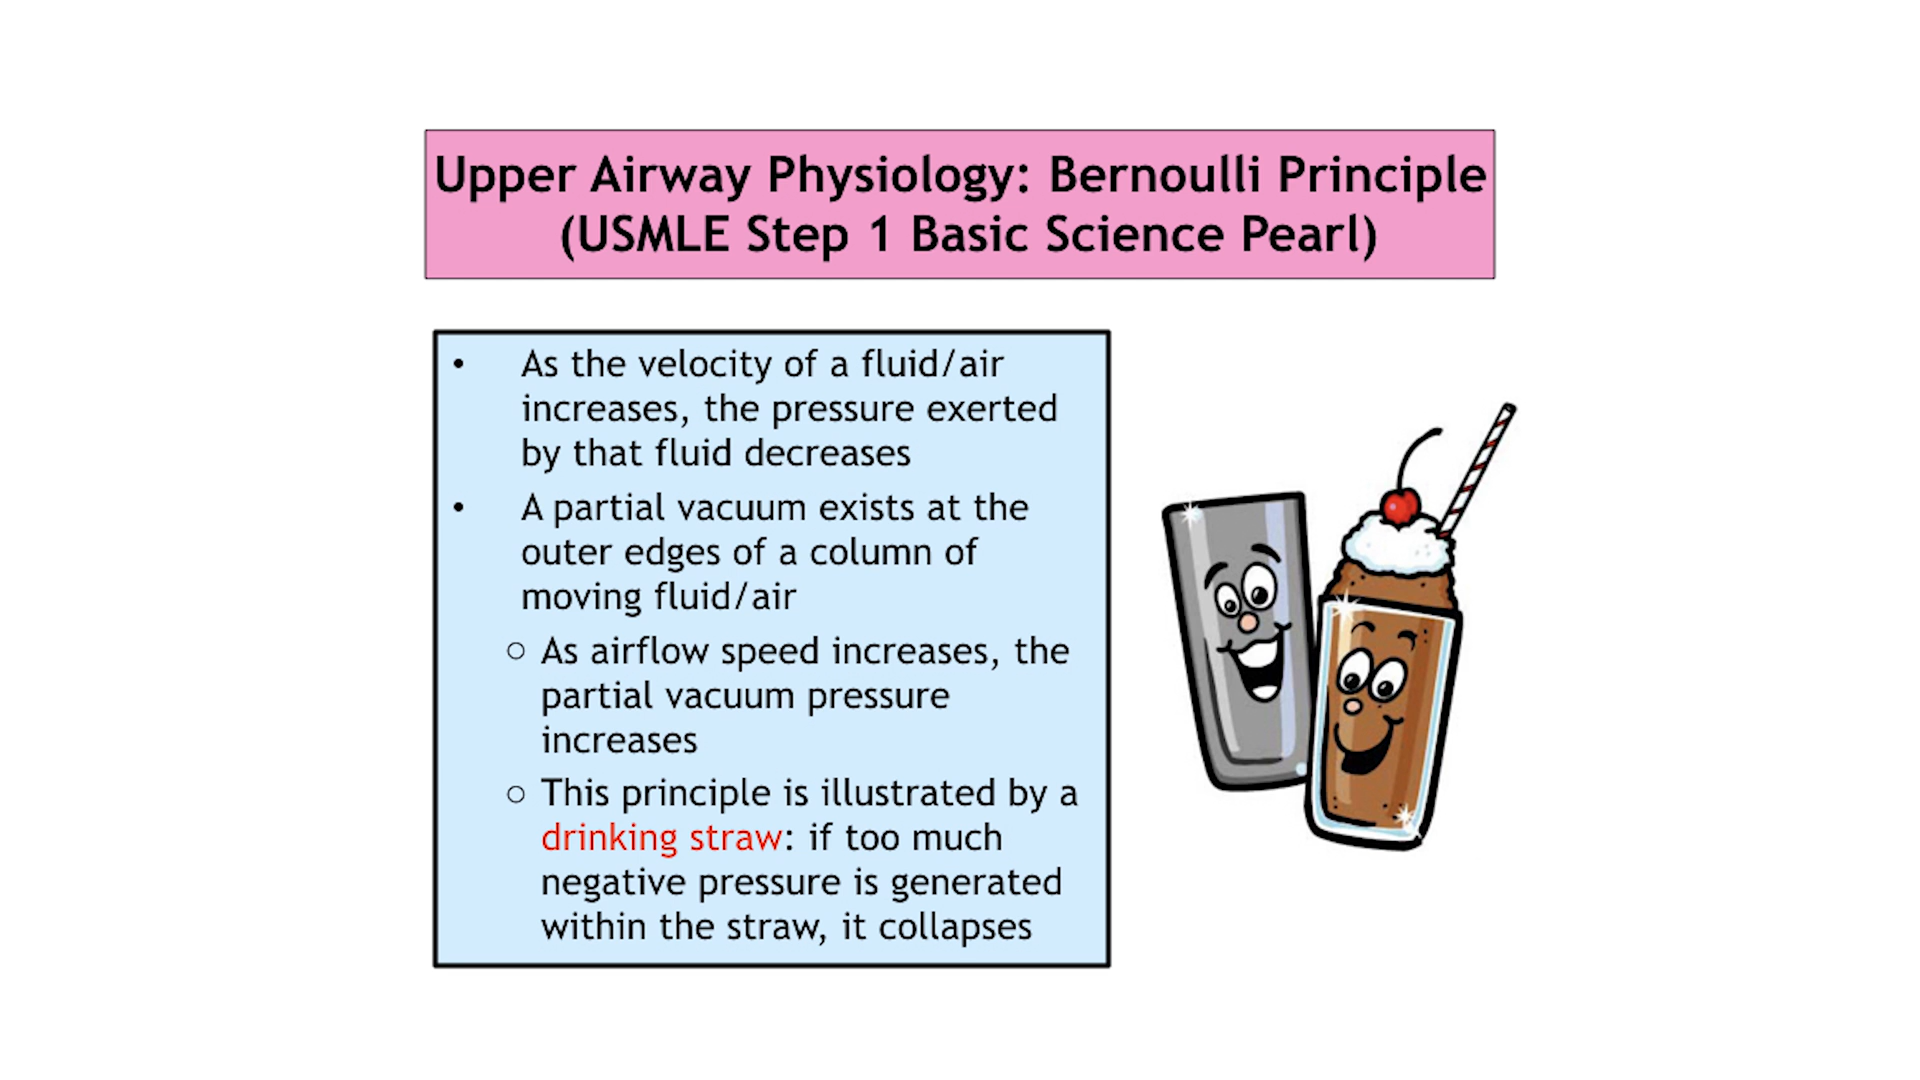 Upper Airway Physiology: Bernoulli Principle
(USMLE Step 1 Basic Science Pearl)
• As the velocity of a fluid/air
increases, the pressure exerted
by that fluid decreases
• A partial vacuum exists at the
outer edges of a column of
moving fluid/air
○ As airflow speed increases, the
partial vacuum pressure
increases
○ This principle is illustrated by a
drinking straw: if too much
negative pressure is generated
within the straw, it collapses